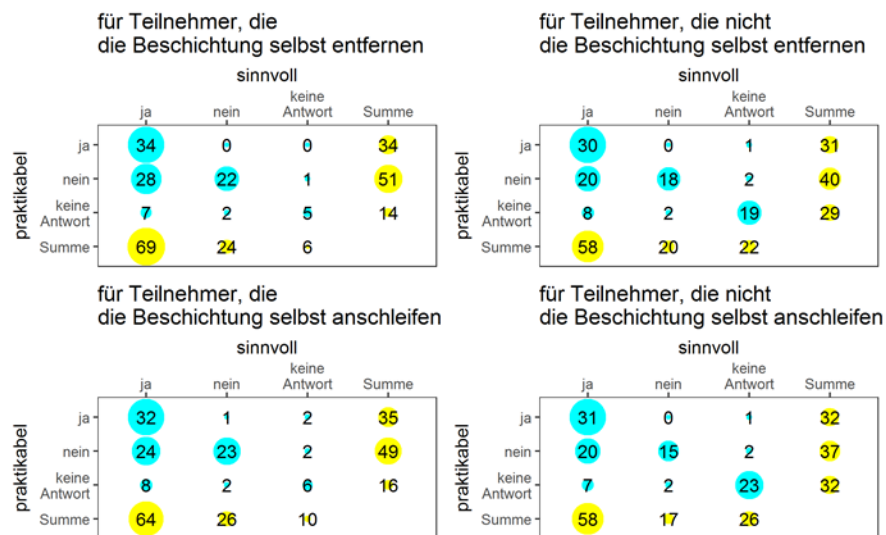 für Teilnehmer, die
die Beschichtung selbst entfernen
sinnvoll
ja nein keine Antwort Summe
praktikabel
ja 34 0 0 34
nein 28 22 1 51
keine Antwort 7 2 5 14
Summe 69 24 6
für Teilnehmer, die nicht
die Beschichtung selbst entfernen
sinnvoll
ja nein keine Antwort Summe
praktikabel
ja 30 0 1 31
nein 20 18 2 40
keine Antwort 8 2 19 29
Summe 58 20 22
für Teilnehmer, die
die Beschichtung selbst anschleifen
sinnvoll
ja nein keine Antwort Summe
praktikabel
ja 32 1 2 35
nein 24 23 2 49
keine Antwort 8 2 6 16
Summe 64 26 10
für Teilnehmer, die nicht
die Beschichtung selbst anschleifen
sinnvoll
ja nein keine Antwort Summe
praktikabel
ja 31 0 1 32
nein 20 15 2 37
keine Antwort 7 2 23 32
Summe 58 17 26